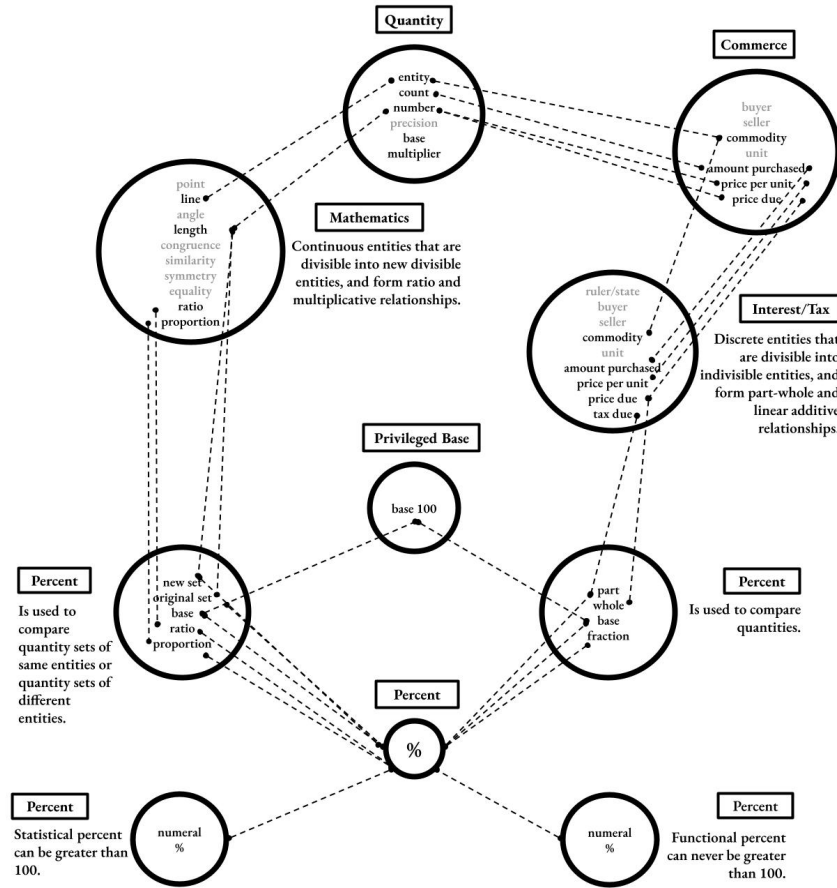 Quantity
entity
count
number
precision
base
multiplier
Commerce
buyer
seller
commodity
unit
amount purchased
price per unit
price due
point
line
angle
length
congruence
similarity
symmetry
equality
ratio
proportion
Mathematics
Continuous entities that are
divisible into new divisible
entities, and form ratio and
multiplicative relationships.
ruler/state
buyer
seller
commodity
unit
amount purchased
price per unit
price due
tax due
Interest/Tax
Discrete entities that
are divisible into
indivisible entities, and
form part-whole and
linear additive
relationships.
Privileged Base
base 100
Percent
Is used to
compare
quantity sets of
same entities or
quantity sets of
different
entities.
new set
original set
base
ratio
proportion
part
whole
base
fraction
Percent
Is used to compare
quantities.
Percent
%
Percent
Statistical percent
can be greater than
100.
numeral
%
numeral
%
Percent
Functional percent
can never be greater
than 100.